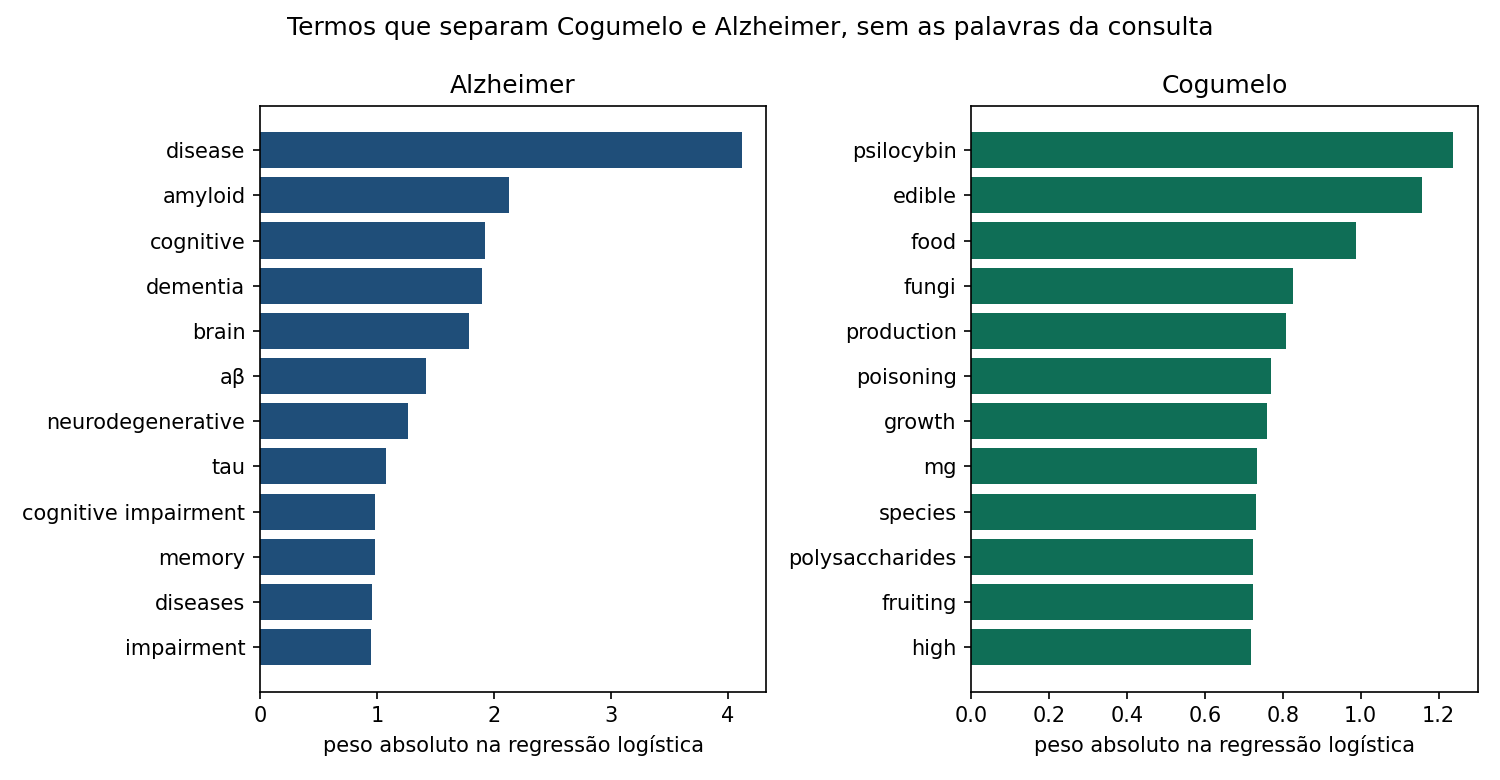 Termos que separam Cogumelo e Alzheimer, sem as palavras da consulta
Alzheimer
disease
amyloid
cognitive
dementia
brain
aβ
neurodegenerative
tau
cognitive impairment
memory
diseases
impairment
0 1 2 3 4
peso absoluto na regressão logística
Cogumelo
psilocybin
edible
food
fungi
production
poisoning
growth
mg
species
polysaccharides
fruiting
high
0.0 0.2 0.4 0.6 0.8 1.0 1.2
peso absoluto na regressão logística